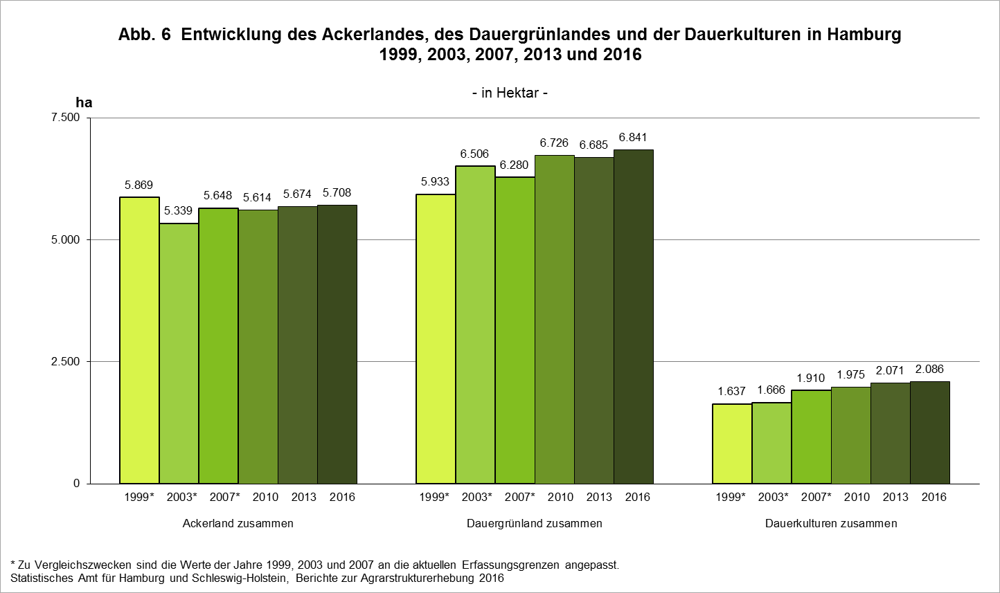 Abb. 6  Entwicklung des Ackerlandes, des Dauergrünlandes und der Dauerkulturen in Hamburg
1999, 2003, 2007, 2013 und 2016
- in Hektar -
ha
7.500
5.000
2.500
0
5.869
5.339
5.648
5.614
5.674
5.708
5.933
6.506
6.280
6.726
6.685
6.841
1.637
1.666
1.910
1.975
2.071
2.086
1999* 2003* 2007* 2010 2013 2016
1999* 2003* 2007* 2010 2013 2016
1999* 2003* 2007* 2010 2013 2016
Ackerland zusammen
Dauergrünland zusammen
Dauerkulturen zusammen
* Zu Vergleichszwecken sind die Werte der Jahre 1999, 2003 und 2007 an die aktuellen Erfassungsgrenzen angepasst.
Statistisches Amt für Hamburg und Schleswig-Holstein,  Berichte zur Agrarstrukturerhebung 2016